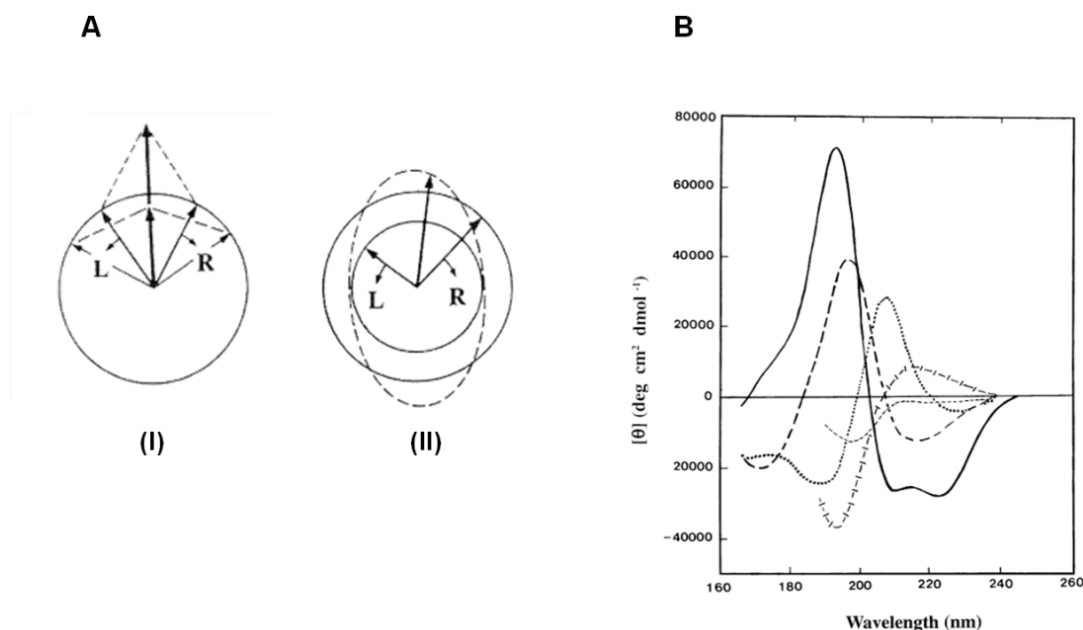 A
B
L
R
(I)
L
R
(II)
80000
60000
40000
20000
0
20000
−40000
[θ] (deg cm² dmol⁻¹)
160
180
200
220
240
260
Wavelength (nm)